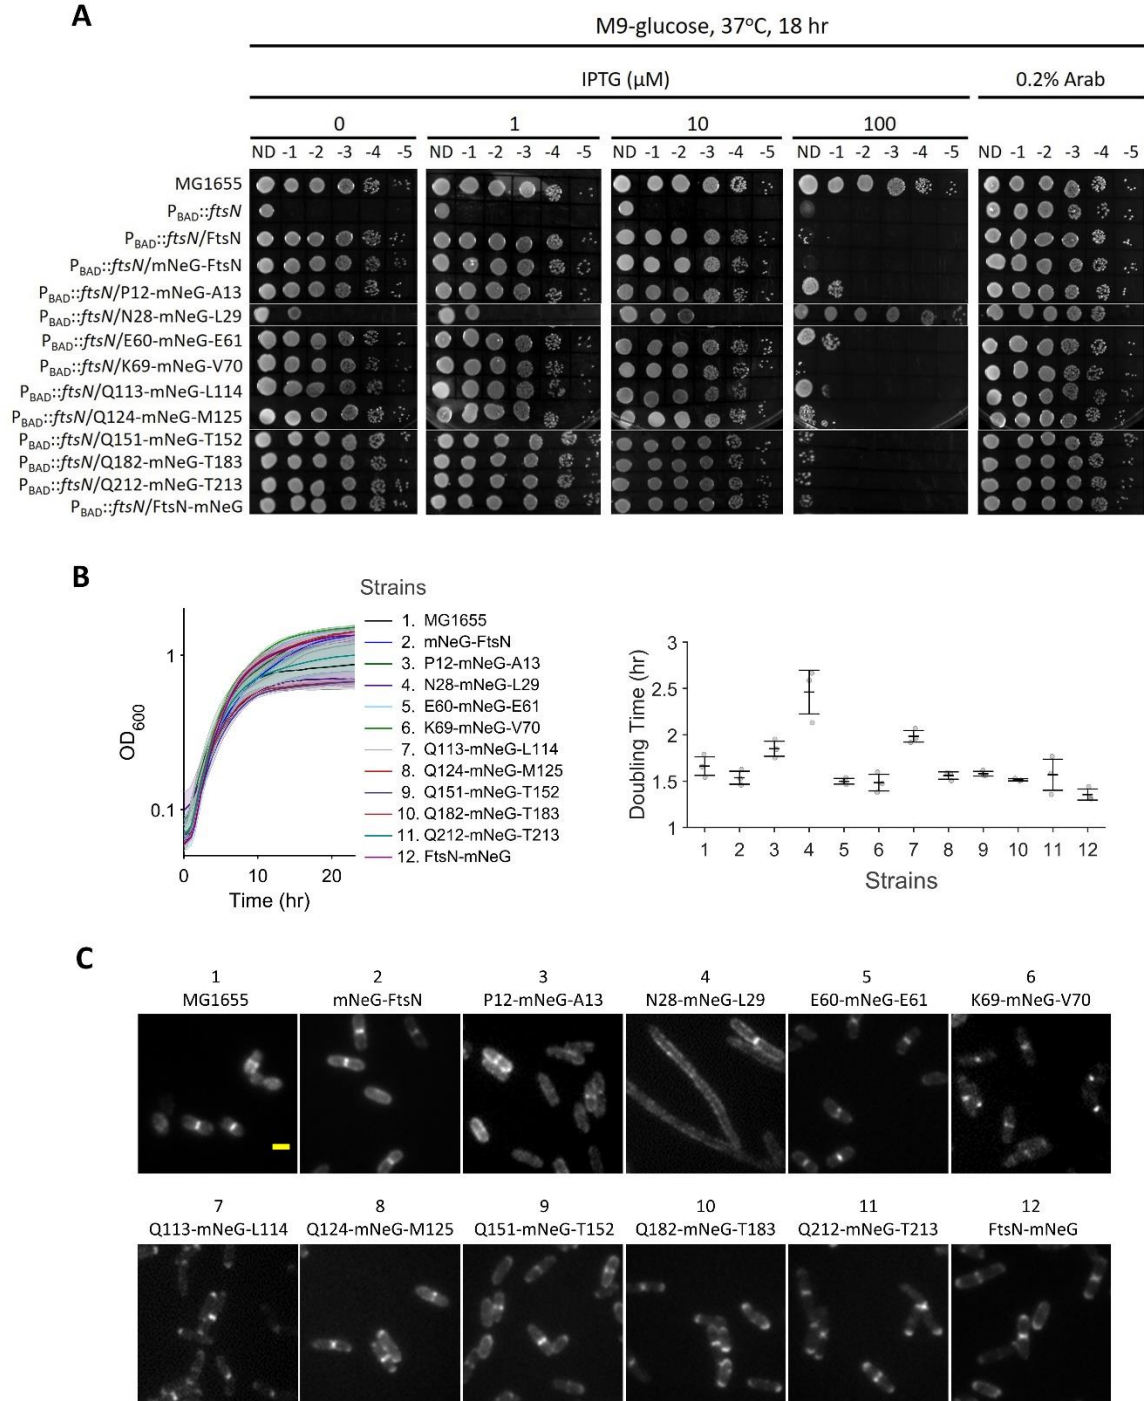 A
M9-glucose, 37°C, 18 hr
IPTG (µM) 0.2% Arab
0 1 10 100
ND -1 -2 -3 -4 -5 ND -1 -2 -3 -4 -5 ND -1 -2 -3 -4 -5 ND -1 -2 -3 -4 -5 ND -1 -2 -3 -4 -5
MG1655
PBAD::ftsN
PBAD::ftsN/FtsN
PBAD::ftsN/mNeG-FtsN
PBAD::ftsN/P12-mNeG-A13
PBAD::ftsN/N28-mNeG-L29
PBAD::ftsN/E60-mNeG-E61
PBAD::ftsN/K69-mNeG-V70
PBAD::ftsN/Q113-mNeG-L114
PBAD::ftsN/Q124-mNeG-M125
PBAD::ftsN/Q151-mNeG-T152
PBAD::ftsN/Q182-mNeG-T183
PBAD::ftsN/Q212-mNeG-T213
PBAD::ftsN/FtsN-mNeG
B
OD600
1
0.1
0 10 20
Time (hr)
Strains
1. MG1655
2. mNeG-FtsN
3. P12-mNeG-A13
4. N28-mNeG-L29
5. E60-mNeG-E61
6. K69-mNeG-V70
7. Q113-mNeG-L114
8. Q124-mNeG-M125
9. Q151-mNeG-T152
10. Q182-mNeG-T183
11. Q212-mNeG-T213
12. FtsN-mNeG
Doubling Time (hr)
3
2.5
2
1.5
1
1 2 3 4 5 6 7 8 9 10 11 12
Strains
C
1 2 3 4 5 6
MG1655 mNeG-FtsN P12-mNeG-A13 N28-mNeG-L29 E60-mNeG-E61 K69-mNeG-V70
7 8 9 10 11 12
Q113-mNeG-L114 Q124-mNeG-M125 Q151-mNeG-T152 Q182-mNeG-T183 Q212-mNeG-T213 FtsN-mNeG